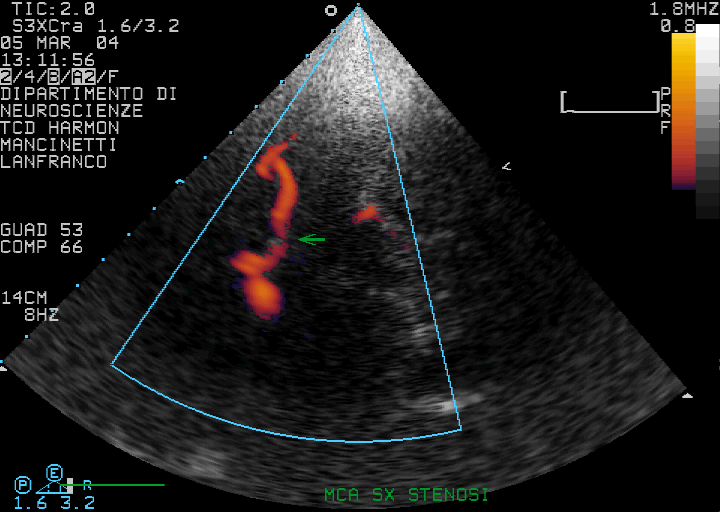 TIC:2.0
S3XCra 1.6/3.2
05 MAR 04
13:11:56
2/4/B/A2/F
DIPARTIMENTO DI
NEUROSCIENZE
TCD HARMON
MANCINETTI
LANFRANCO
GUAD 53
COMP 66
14CM
8HZ
1.8MHZ
0.8
P
R
F
E
P R
1.6 3.2
MCA SX STENOSI